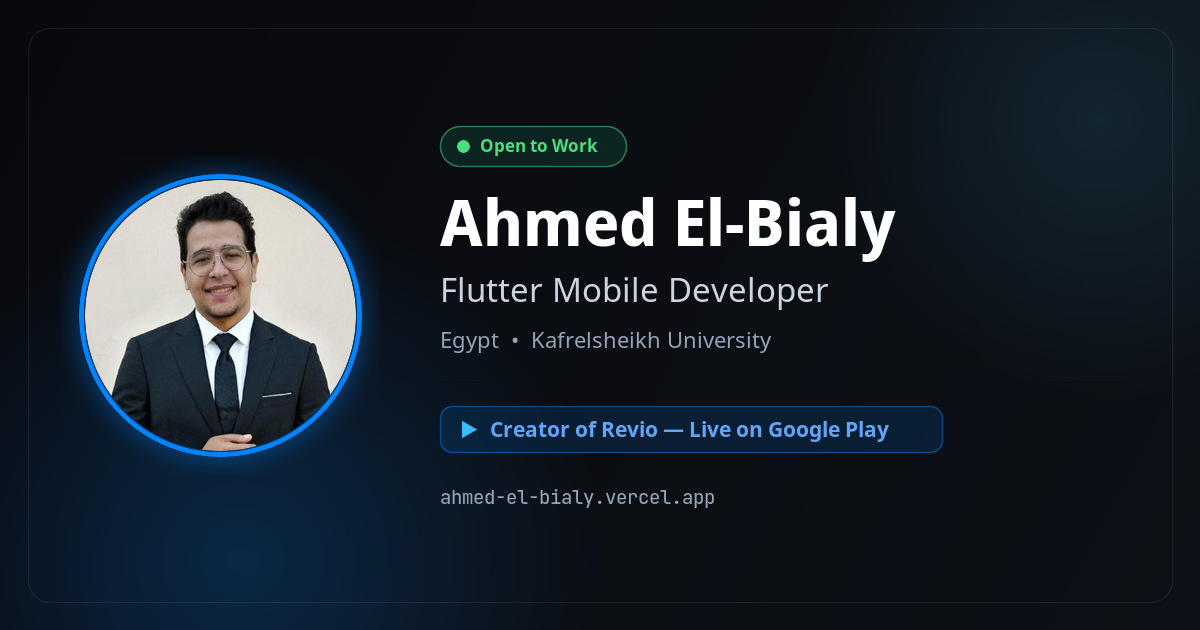 Open to Work
Ahmed El-Bialy
Flutter Mobile Developer
Egypt • Kafrelsheikh University
Creator of Revio — Live on Google Play
ahmed-el-bialy.vercel.app